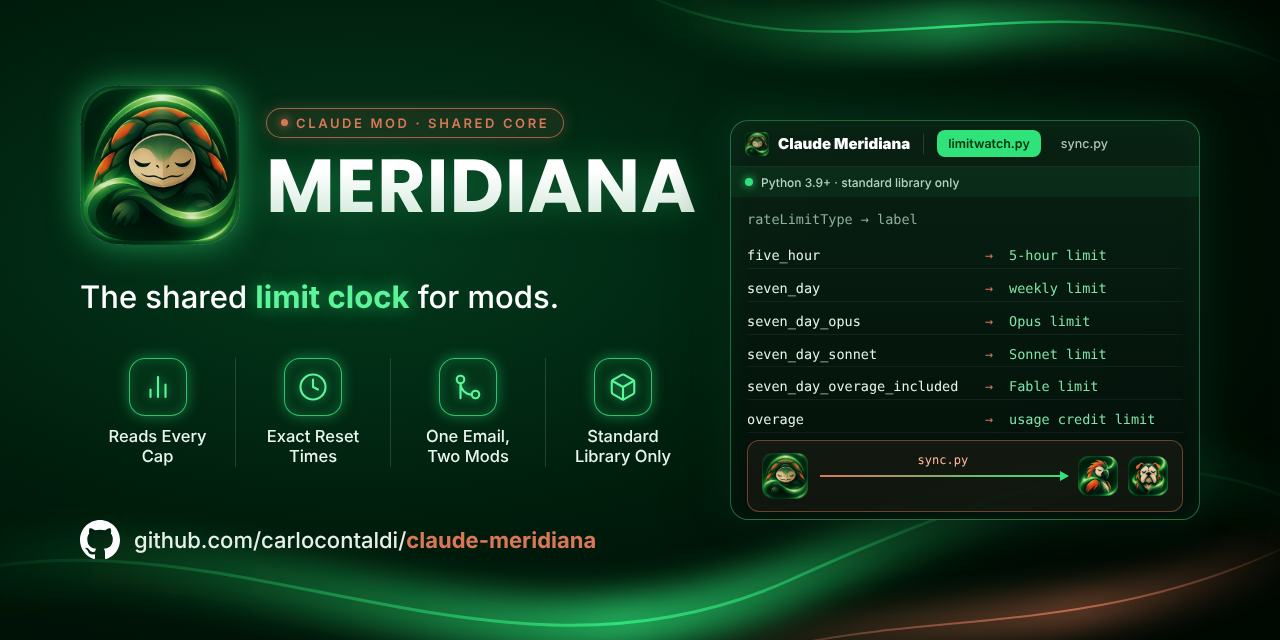 CLAUDE MOD · SHARED CORE
MERIDIANA
The shared limit clock for mods.
Reads Every
Cap
Exact Reset
Times
One Email,
Two Mods
Standard
Library Only
github.com/carlocontaldi/claude-meridiana
Claude Meridiana limitwatch.py sync.py
Python 3.9+ · standard library only
rateLimitType → label
five_hour → 5-hour limit
seven_day → weekly limit
seven_day_opus → Opus limit
seven_day_sonnet → Sonnet limit
seven_day_overage_included → Fable limit
overage → usage credit limit
sync.py